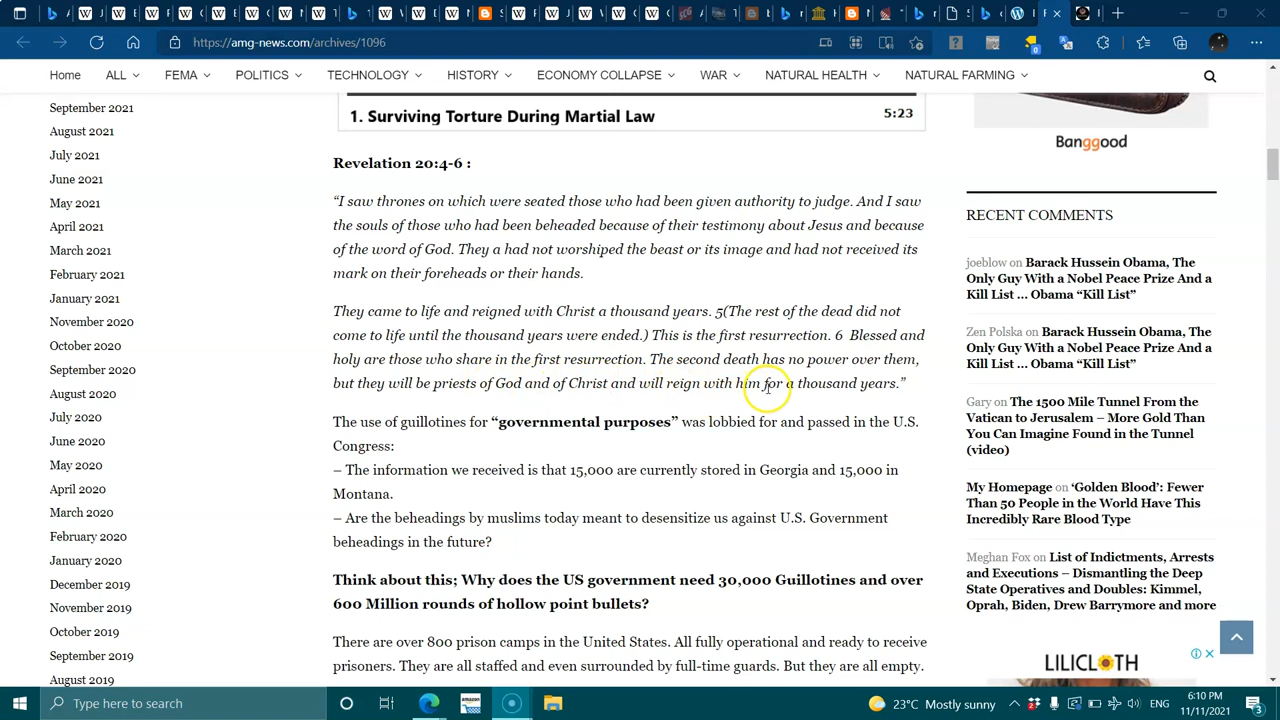 https://amg-news.com/archives/1096
Home ALL FEMA POLITICS TECHNOLOGY HISTORY ECONOMY COLLAPSE WAR NATURAL HEALTH NATURAL FARMING
September 2021
August 2021
July 2021
June 2021
May 2021
April 2021
March 2021
February 2021
January 2021
November 2020
October 2020
September 2020
August 2020
July 2020
June 2020
May 2020
April 2020
March 2020
February 2020
January 2020
December 2019
November 2019
October 2019
September 2019
August 2019
1. Surviving Torture During Martial Law 5:23
Revelation 20:4-6 :
“I saw thrones on which were seated those who had been given authority to judge. And I saw
the souls of those who had been beheaded because of their testimony about Jesus and because
of the word of God. They a had not worshiped the beast or its image and had not received its
mark on their foreheads or their hands.
They came to life and reigned with Christ a thousand years. 5(The rest of the dead did not
come to life until the thousand years were ended.) This is the first resurrection. 6 Blessed and
holy are those who share in the first resurrection. The second death has no power over them,
but they will be priests of God and of Christ and will reign with him for a thousand years.”
The use of guillotines for “governmental purposes” was lobbied for and passed in the U.S.
Congress:
– The information we received is that 15,000 are currently stored in Georgia and 15,000 in
Montana.
– Are the beheadings by muslims today meant to desensitize us against U.S. Government
beheadings in the future?
Think about this; Why does the US government need 30,000 Guillotines and over
600 Million rounds of hollow point bullets?
There are over 800 prison camps in the United States. All fully operational and ready to receive
prisoners. They are all staffed and even surrounded by full-time guards. But they are all empty.
Banggood
RECENT COMMENTS
joeblow on Barack Hussein Obama, The
Only Guy With a Nobel Peace Prize And a
Kill List ... Obama “Kill List”
Zen Polska on Barack Hussein Obama, The
Only Guy With a Nobel Peace Prize And a
Kill List ... Obama “Kill List”
Gary on The 1500 Mile Tunnel From the
Vatican to Jerusalem – More Gold Than
You Can Imagine Found in the Tunnel
(video)
My Homepage on ‘Golden Blood’: Fewer
Than 50 People in the World Have This
Incredibly Rare Blood Type
Meghan Fox on List of Indictments, Arrests
and Executions – Dismantling the Deep
State Operatives and Doubles: Kimmel,
Oprah, Biden, Drew Barrymore and more
LILICLOTH
Type here to search
23°C Mostly sunny
ENG
6:10 PM
11/11/2021
3